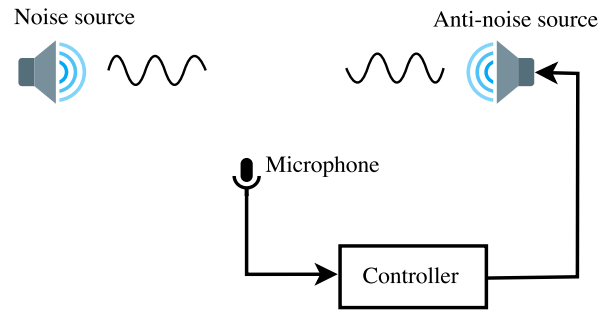 Noise source
Anti-noise source
Microphone
Controller